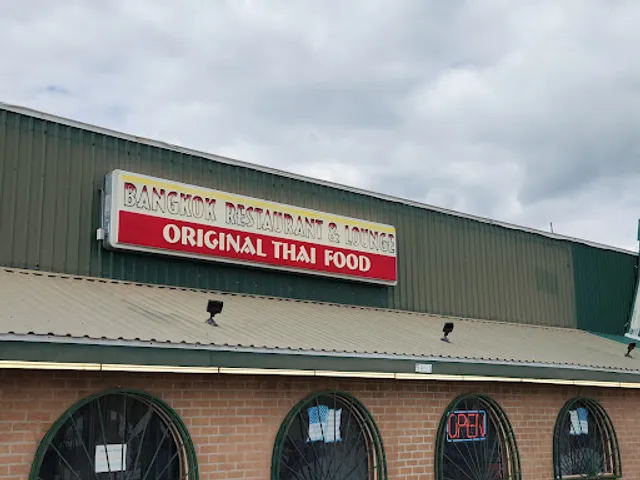 BANGKOK RESTAURANT & LOUNGE
ORIGINAL THAI FOOD
OPEN